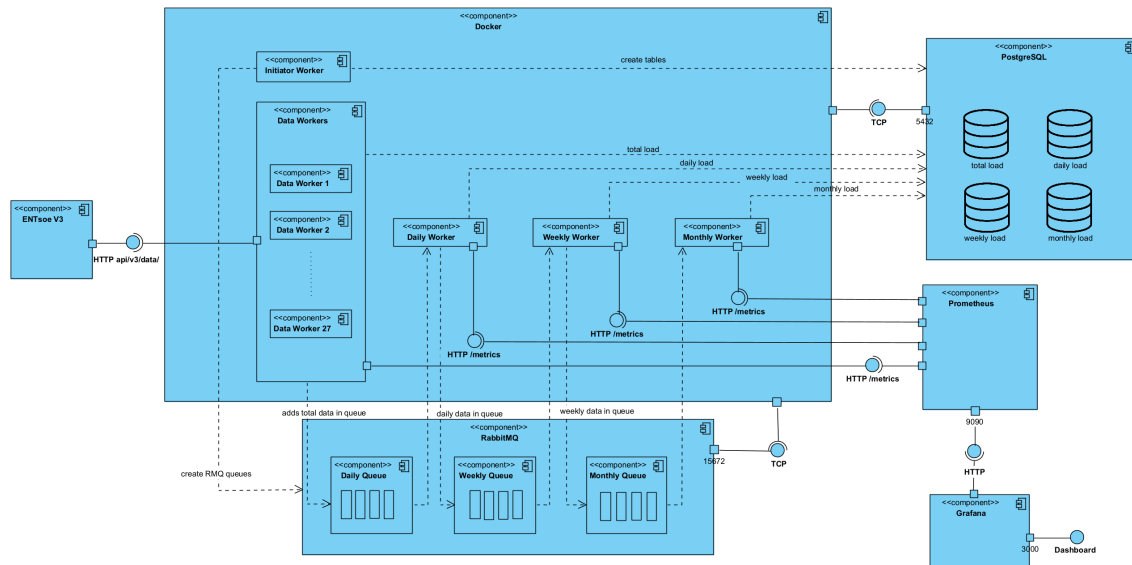 <<component>>
Docker
<<component>>
Initiator Worker
create tables
<<component>>
PostgreSQL
total load
daily load
weekly load
monthly load
5432
TCP
<<component>>
Data Workers
<<component>>
Data Worker 1
<<component>>
Data Worker 2
<<component>>
Data Worker 27
total load
daily load
weekly load
monthly load
<<component>>
ENTsoe V3
HTTP api/v3/data/
<<component>>
Daily Worker
<<component>>
Weekly Worker
<<component>>
Monthly Worker
HTTP /metrics
HTTP /metrics
HTTP /metrics
HTTP /metrics
<<component>>
Prometheus
9090
HTTP
adds total data in queue
daily data in queue
weekly data in queue
create RMQ queues
<<component>>
RabbitMQ
15672
TCP
<<component>>
Daily Queue
<<component>>
Weekly Queue
<<component>>
Monthly Queue
<<component>>
Grafana
3000
Dashboard